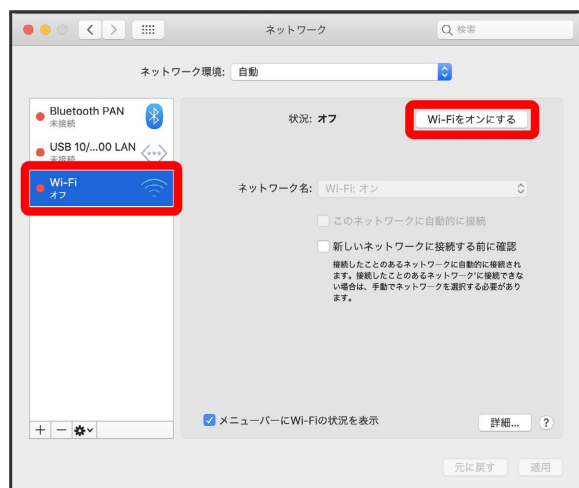 ネットワーク
検索
ネットワーク環境: 自動
Bluetooth PAN
未接続
USB 10/...00 LAN
未接続
Wi-Fi
オフ
状況: オフ
Wi-Fiをオンにする
ネットワーク名: Wi-Fi: オン
このネットワークに自動的に接続
新しいネットワークに接続する前に確認
接続したことのあるネットワークに自動的に接続され
ます。接続したことのあるネットワークに接続できな
い場合は、手動でネットワークを選択する必要があり
ます。
メニューバーにWi-Fiの状況を表示
詳細... ?
元に戻す 適用